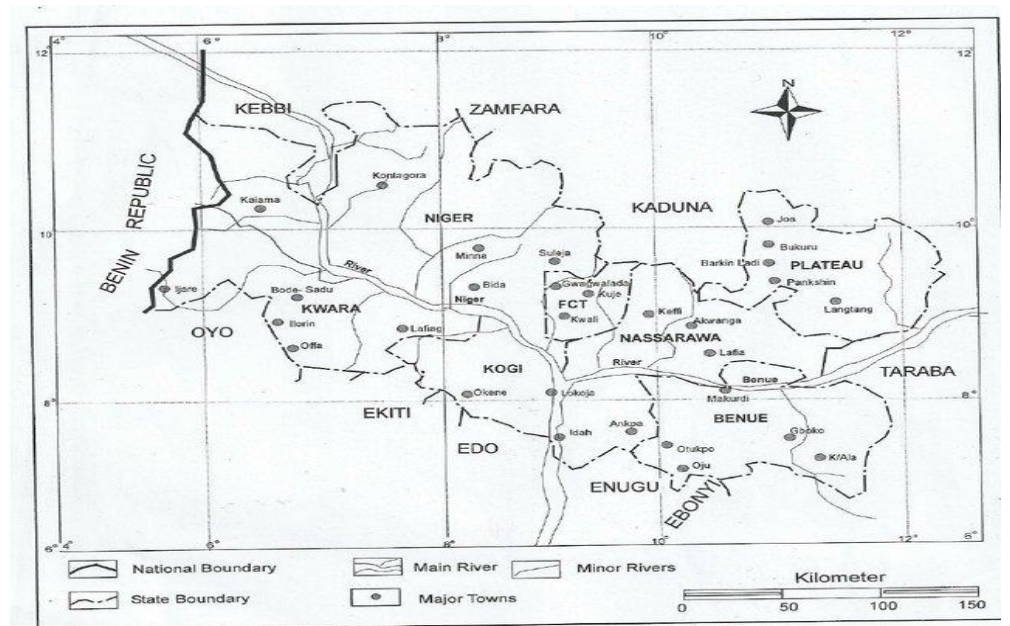 4° 6° 8° 10° 12°
12° 12°
N
KEBBI ZAMFARA
BENIN REPUBLIC
Kontagora
Kaiama
NIGER
KADUNA
Jos
10 10°
Minna
Suleja
Bukuru
Barkin Ladi
PLATEAU
River
Ijare
Bode- Sadu
Bida
Gwagwalada
Kuje
Pankshin
KWARA
Niger
FCT
Keffi
Langtang
OYO
Ilorin
Lafiag
Kwali
Akwanga
NASSARAWA
Offa
Lafia
KOGI
River
Benue
TARABA
8° 8°
Okene
Lokoja
Makurdi
EKITI
BENUE
Ankpa
Idah
Gboko
EDO
Otukpo
K/Ala
Oju
ENUGU
EBONYI
6° 4° 6° 8° 10° 12° 6°
National Boundary Main River Minor Rivers
State Boundary Major Towns
Kilometer
0 50 100 150